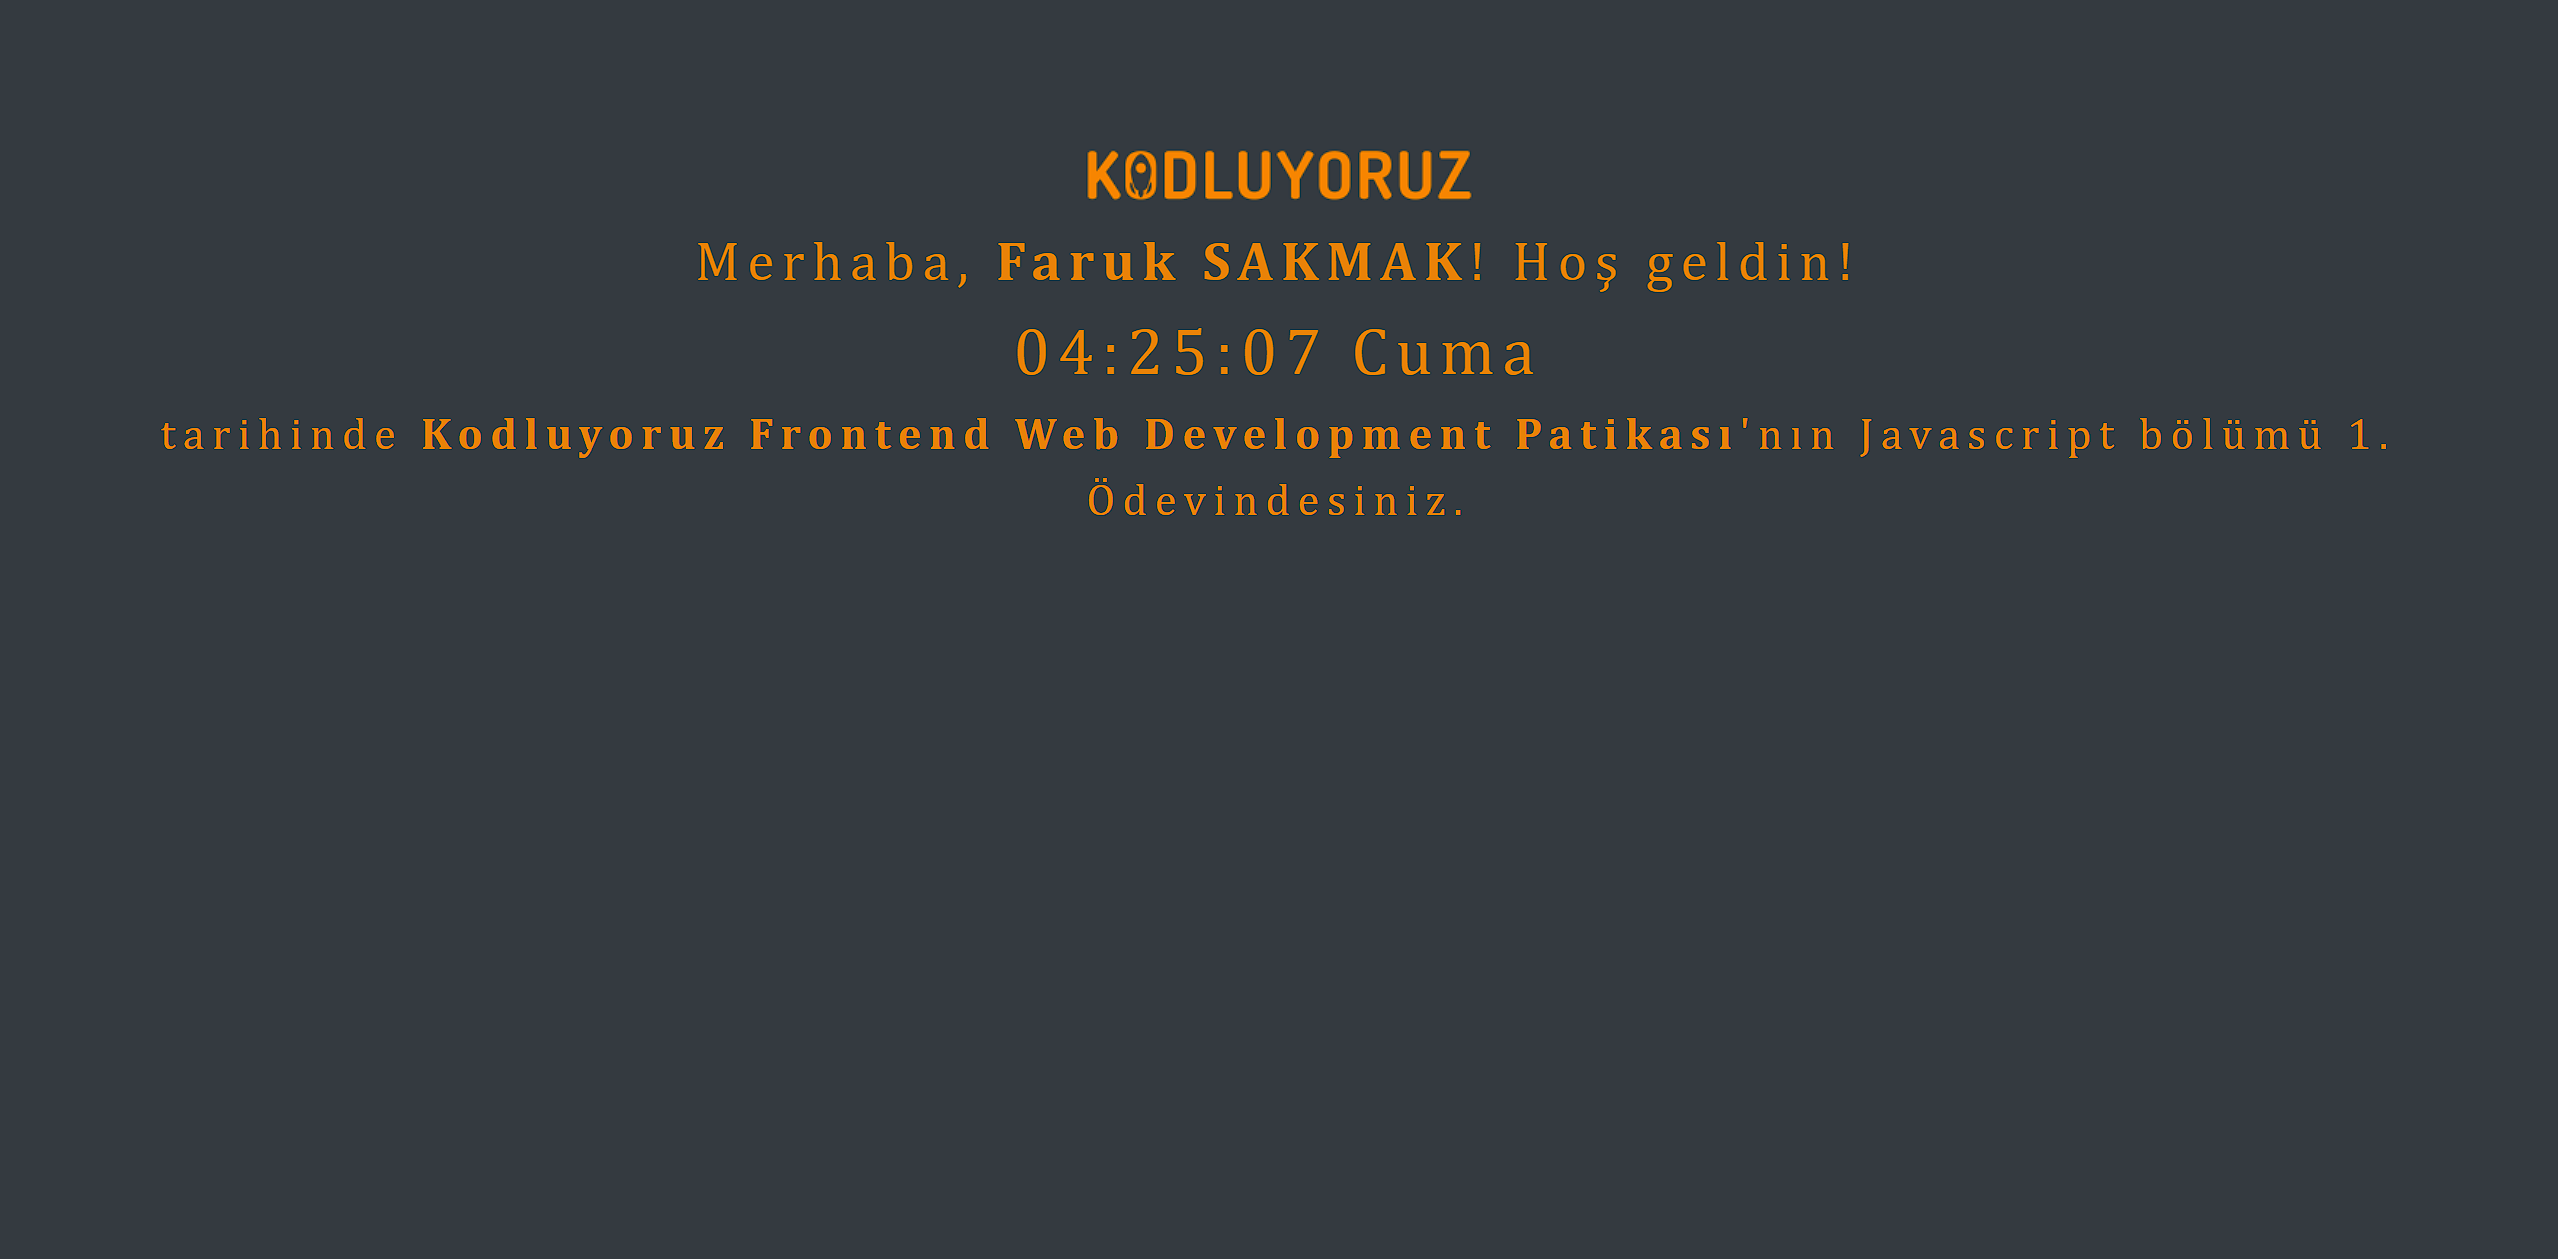 KODLUYORUZ
Merhaba, Faruk SAKMAK! Hoş geldin!
04:25:07 Cuma
tarihinde Kodluyoruz Frontend Web Development Patikası'nın Javascript bölümü 1.
Ödevindesiniz.